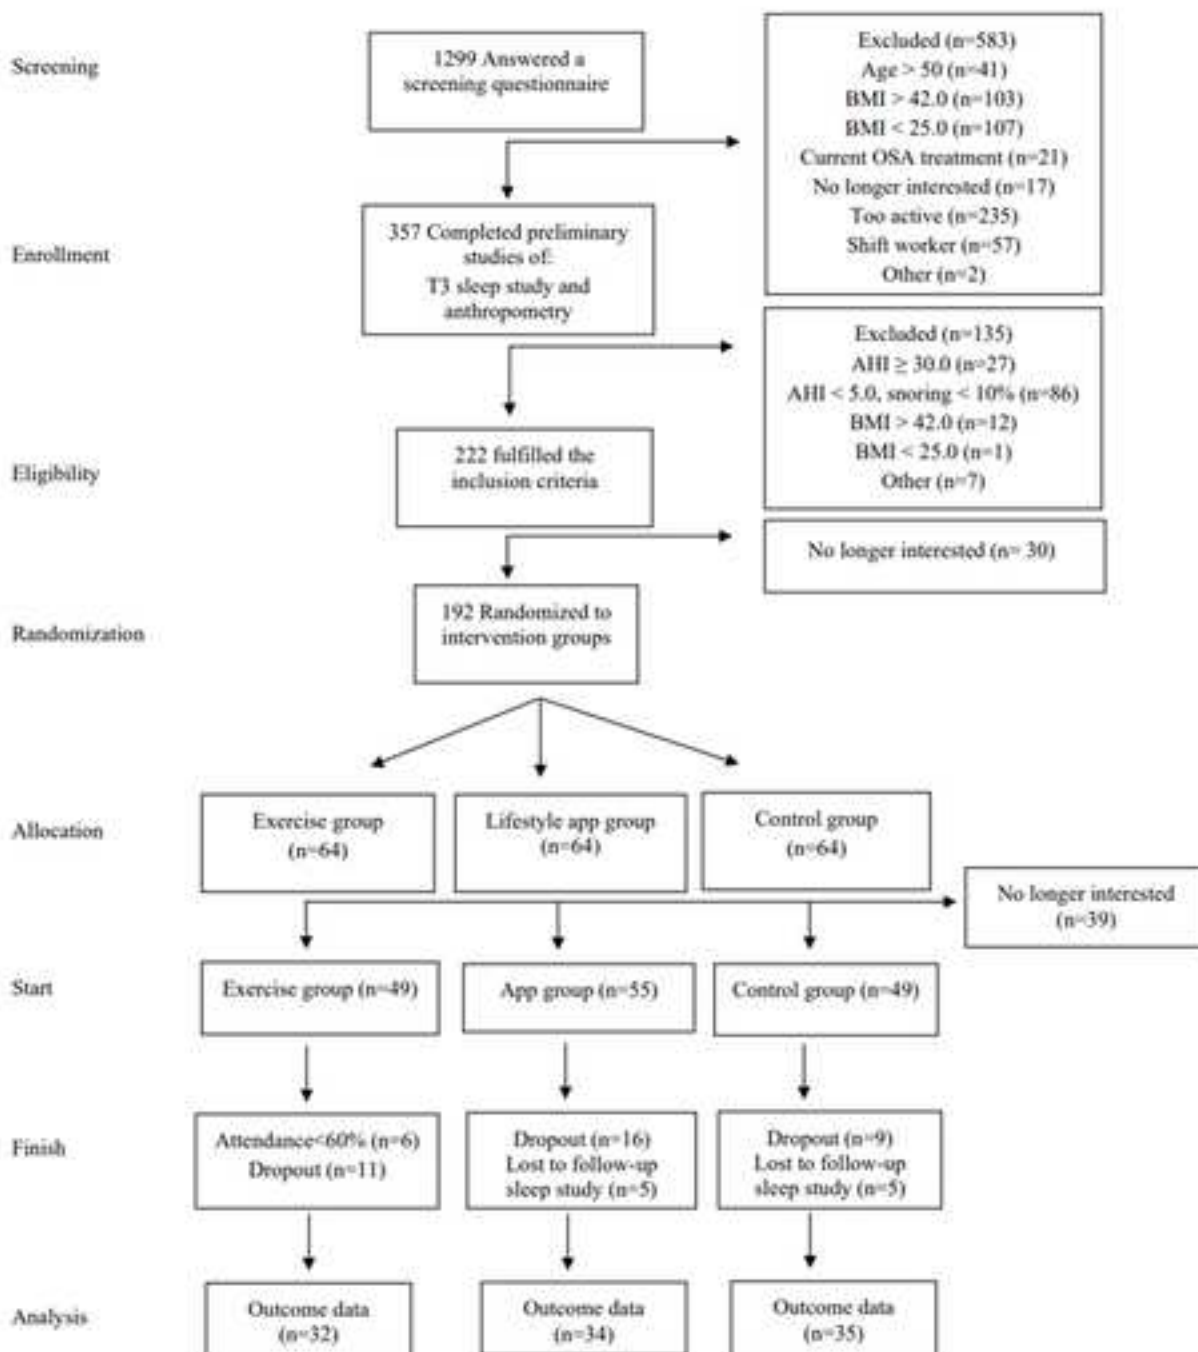 Screening
1299 Answered a
screening questionnaire
Excluded (n=583)
Age > 50 (n=41)
BMI > 42.0 (n=103)
BMI < 25.0 (n=107)
Current OSA treatment (n=21)
No longer interested (n=17)
Too active (n=235)
Shift worker (n=57)
Other (n=2)
Enrollment
357 Completed preliminary
studies of:
T3 sleep study and
anthropometry
Excluded (n=135)
AHI ≥ 30.0 (n=27)
AHI < 5.0, snoring < 10% (n=86)
BMI > 42.0 (n=12)
BMI < 25.0 (n=1)
Other (n=7)
Eligibility
222 fulfilled the
inclusion criteria
No longer interested (n= 30)
Randomization
192 Randomized to
intervention groups
Allocation
Exercise group
(n=64)
Lifestyle app group
(n=64)
Control group
(n=64)
No longer interested
(n=39)
Start
Exercise group (n=49)
App group (n=55)
Control group (n=49)
Finish
Attendance<60% (n=6)
Dropout (n=11)
Dropout (n=16)
Lost to follow-up
sleep study (n=5)
Dropout (n=9)
Lost to follow-up
sleep study (n=5)
Analysis
Outcome data
(n=32)
Outcome data
(n=34)
Outcome data
(n=35)